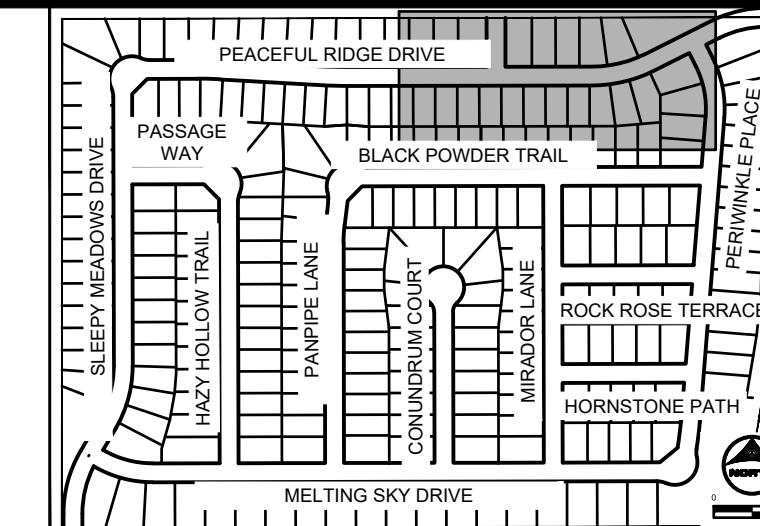 PEACEFUL RIDGE DRIVE
PASSAGE
WAY
BLACK POWDER TRAIL
SLEEPY MEADOWS DRIVE
HAZY HOLLOW TRAIL
PANPIPE LANE
CONUNDRUM COURT
MIRADOR LANE
PERIWINKLE PLACE
ROCK ROSE TERRACE
HORNSTONE PATH
MELTING SKY DRIVE
0